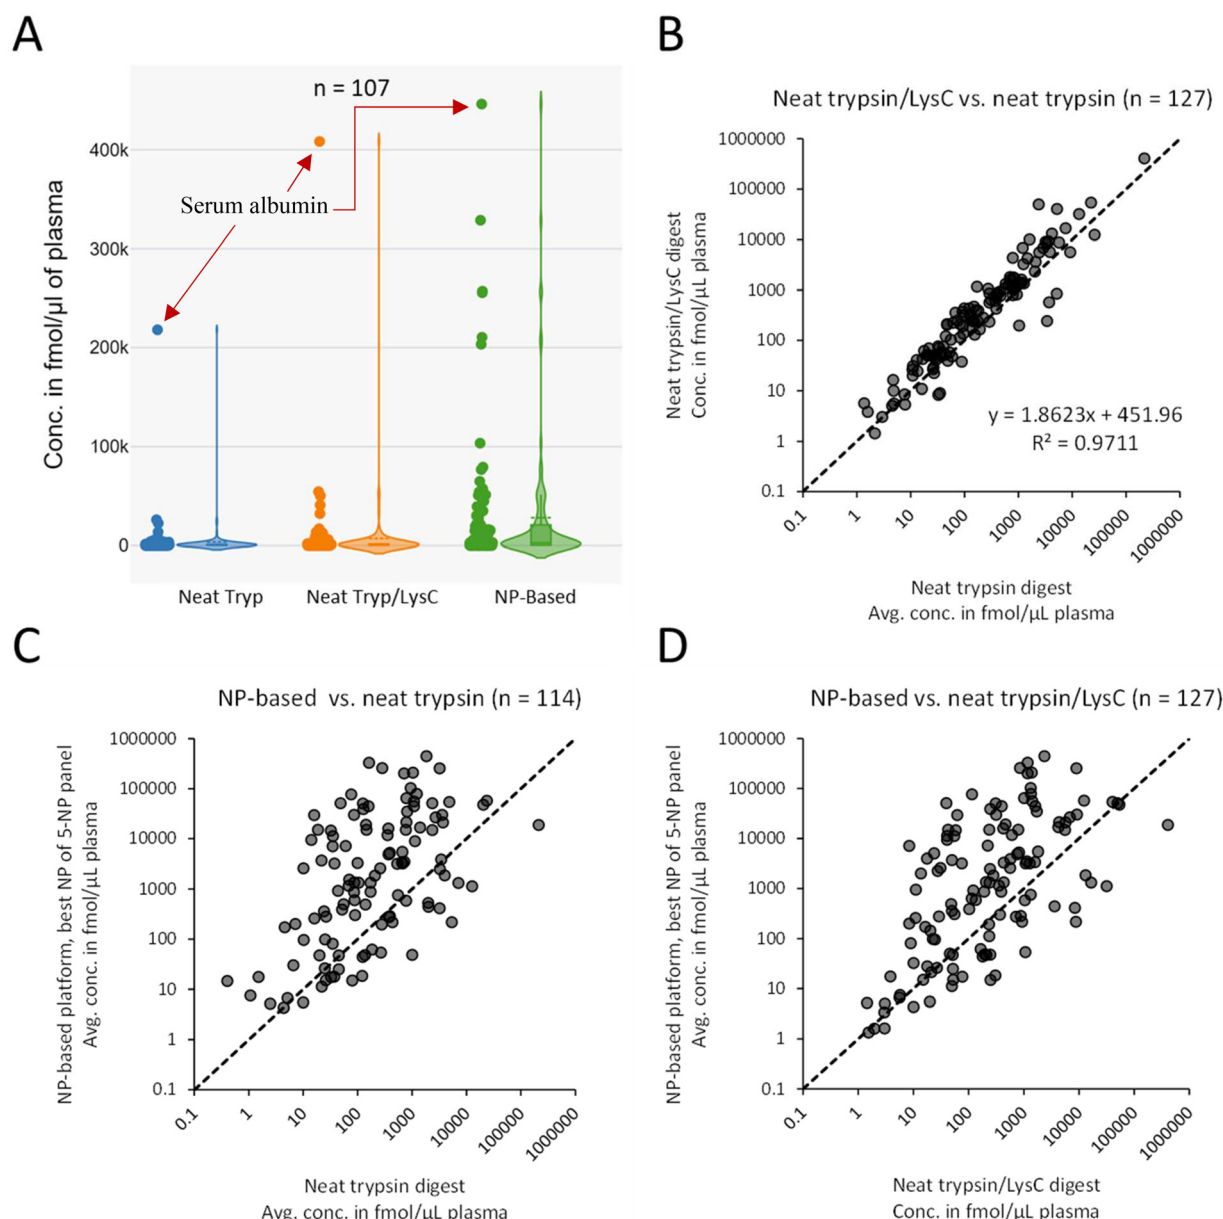 A
n = 107
Serum albumin
Conc. in fmol/µl of plasma
400k
300k
200k
100k
0
Neat Tryp
Neat Tryp/LysC
NP-Based
B
Neat trypsin/LysC vs. neat trypsin (n = 127)
Neat trypsin/LysC digest
Conc. in fmol/µL plasma
1000000
100000
10000
1000
100
10
1
0.1
y = 1.8623x + 451.96
R² = 0.9711
0.1
1
10
100
1000
10000
100000
1000000
Neat trypsin digest
Avg. conc. in fmol/µL plasma
C
NP-based vs. neat trypsin (n = 114)
NP-based platform, best NP of 5-NP panel
Avg. conc. in fmol/µL plasma
1000000
100000
10000
1000
100
10
1
0.1
0.1
1
10
100
1000
10000
100000
1000000
Neat trypsin digest
Avg. conc. in fmol/µL plasma
D
NP-based vs. neat trypsin/LysC (n = 127)
NP-based platform, best NP of 5-NP panel
Avg. conc. in fmol/µL plasma
1000000
100000
10000
1000
100
10
1
0.1
0.1
1
10
100
1000
10000
100000
1000000
Neat trypsin/LysC digest
Conc. in fmol/µL plasma